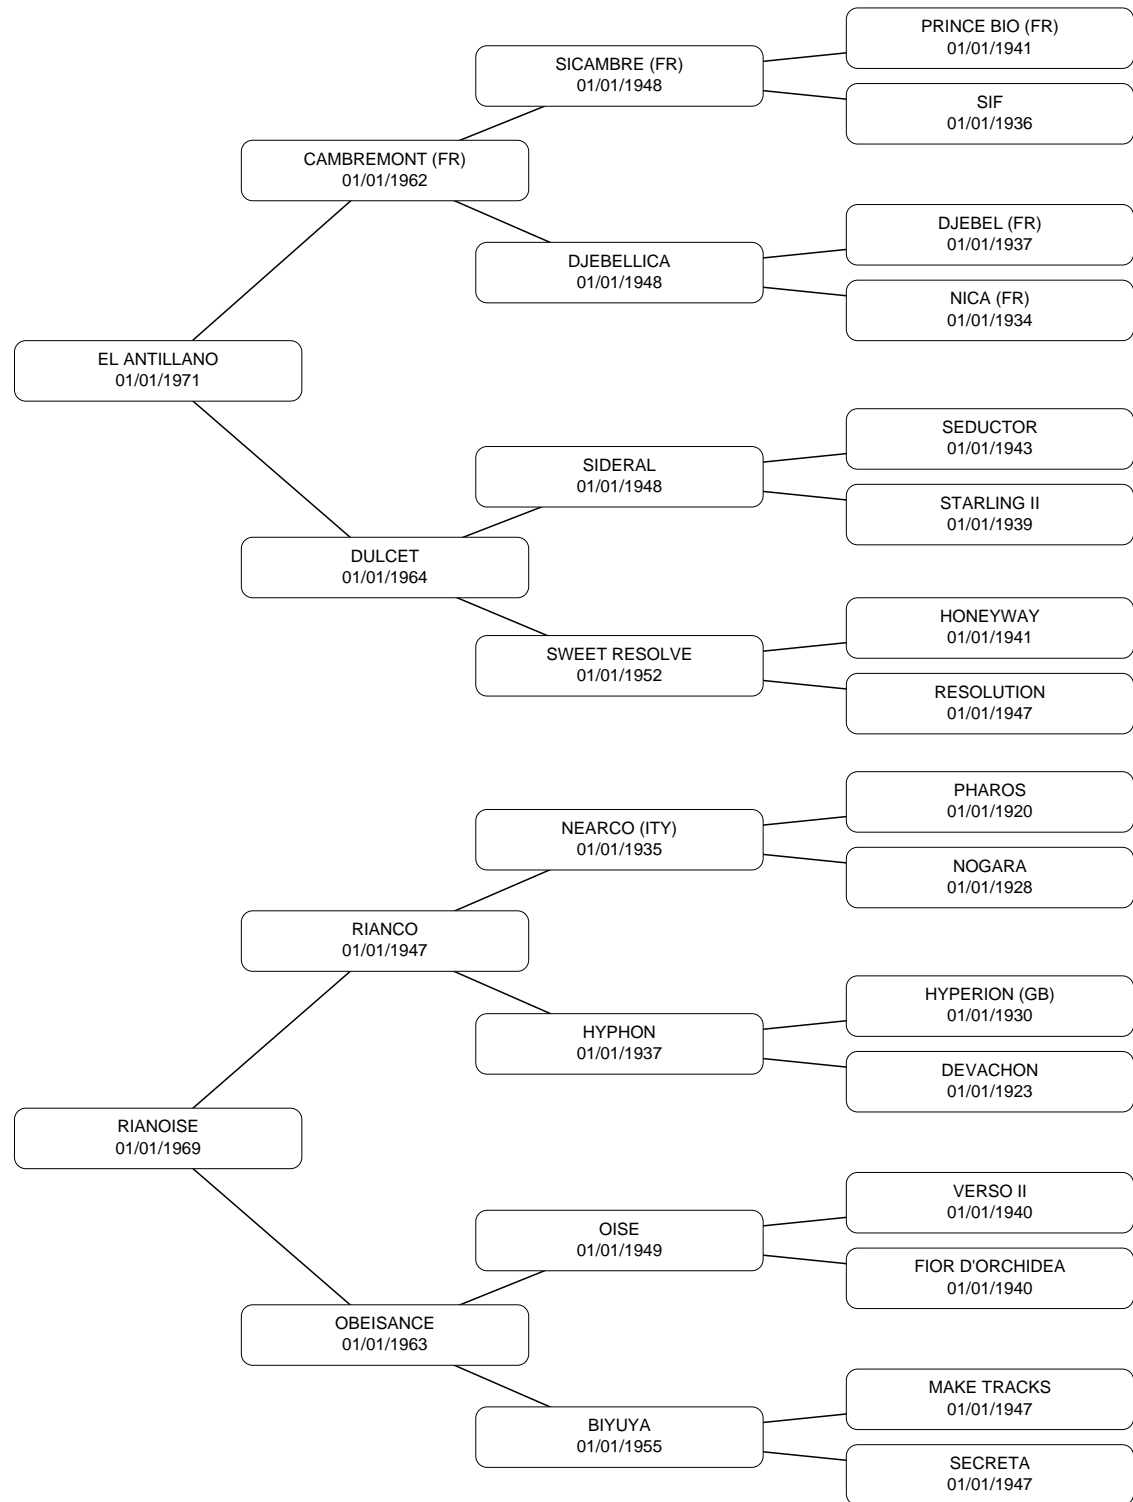 PRINCE BIO (FR)
01/01/1941
SICAMBRE (FR)
01/01/1948
SIF
01/01/1936
CAMBREMONT (FR)
01/01/1962
DJEBEL (FR)
01/01/1937
DJEBELLICA
01/01/1948
NICA (FR)
01/01/1934
EL ANTILLANO
01/01/1971
SEDUCTOR
01/01/1943
SIDERAL
01/01/1948
STARLING II
01/01/1939
DULCET
01/01/1964
HONEYWAY
01/01/1941
SWEET RESOLVE
01/01/1952
RESOLUTION
01/01/1947
PHAROS
01/01/1920
NEARCO (ITY)
01/01/1935
NOGARA
01/01/1928
RIANCO
01/01/1947
HYPERION (GB)
01/01/1930
HYPHON
01/01/1937
DEVACHON
01/01/1923
RIANOISE
01/01/1969
VERSO II
01/01/1940
OISE
01/01/1949
FIOR D'ORCHIDEA
01/01/1940
OBEISANCE
01/01/1963
MAKE TRACKS
01/01/1947
BIYUYA
01/01/1955
SECRETA
01/01/1947